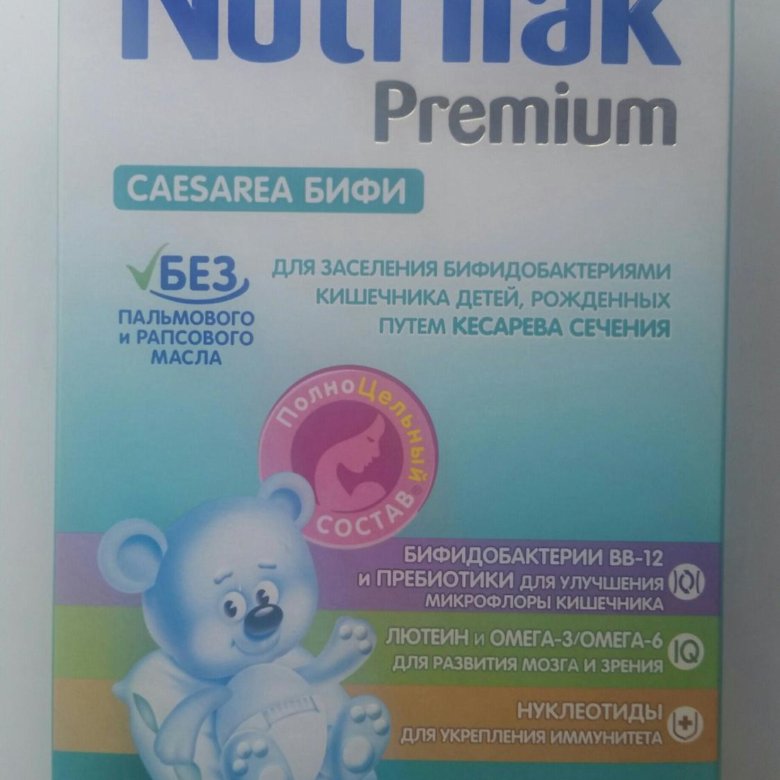 Nutrilak
Premium
CAESAREA БИФИ
БЕЗ
ПАЛЬМОВОГО
и РАПСОВОГО
МАСЛА
ДЛЯ ЗАСЕЛЕНИЯ БИФИДОБАКТЕРИЯМИ
КИШЕЧНИКА ДЕТЕЙ, РОЖДЕННЫХ
ПУТЕМ КЕСАРЕВА СЕЧЕНИЯ
ПолноЦельный
СОСТАВ
БИФИДОБАКТЕРИИ BB-12
и ПРЕБИОТИКИ ДЛЯ УЛУЧШЕНИЯ
МИКРОФЛОРЫ КИШЕЧНИКА
ЛЮТЕИН и ОМЕГА-3/ОМЕГА-6
ДЛЯ РАЗВИТИЯ МОЗГА И ЗРЕНИЯ
IQ
НУКЛЕОТИДЫ
ДЛЯ УКРЕПЛЕНИЯ ИММУНИТЕТА